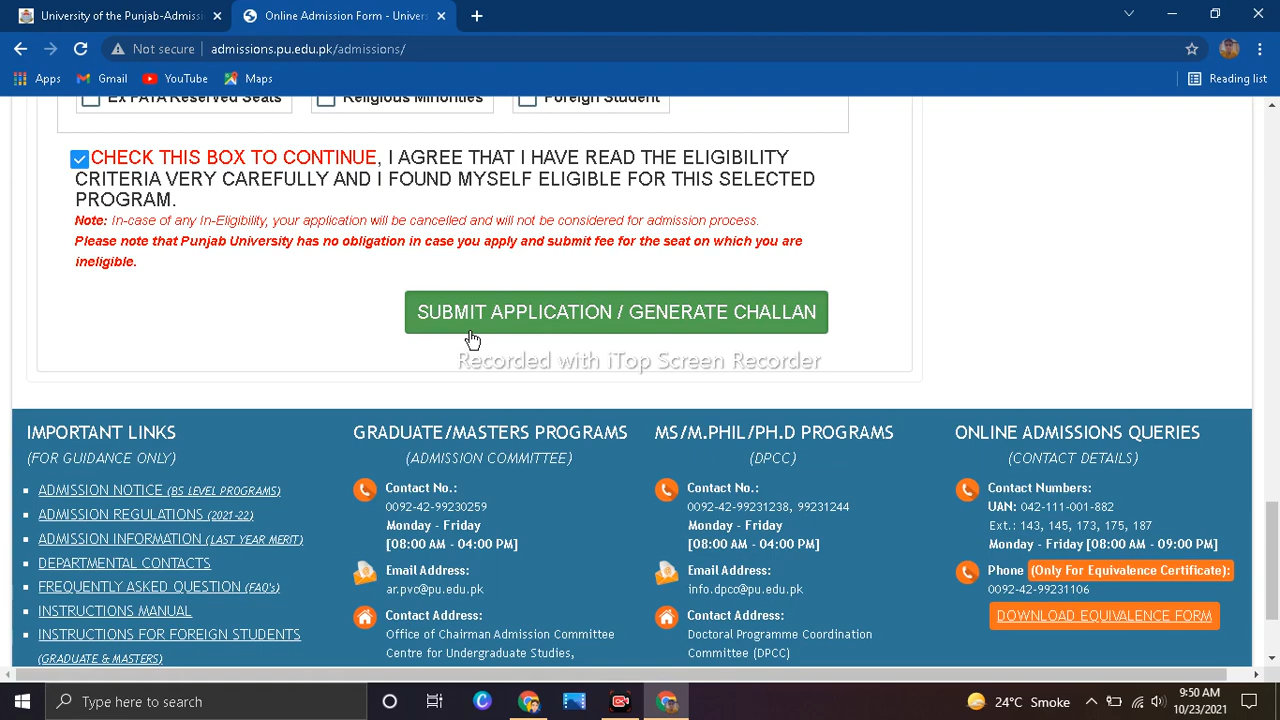 University of the Punjab-Admissi
Online Admission Form - Univers
Not secure
admissions.pu.edu.pk/admissions/
Apps
Gmail
YouTube
Maps
Reading list
Ex FATA Reserved Seats
Religious Minorities
Foreign Student
CHECK THIS BOX TO CONTINUE, I AGREE THAT I HAVE READ THE ELIGIBILITY
CRITERIA VERY CAREFULLY AND I FOUND MYSELF ELIGIBLE FOR THIS SELECTED
PROGRAM.
Note: In-case of any In-Eligibility, your application will be cancelled and will not be considered for admission process.
Please note that Punjab University has no obligation in case you apply and submit fee for the seat on which you are
ineligible.
SUBMIT APPLICATION / GENERATE CHALLAN
Recorded with iTop Screen Recorder
IMPORTANT LINKS
(FOR GUIDANCE ONLY)
ADMISSION NOTICE (BS LEVEL PROGRAMS)
ADMISSION REGULATIONS (2021-22)
ADMISSION INFORMATION (LAST YEAR MERIT)
DEPARTMENTAL CONTACTS
FREQUENTLY ASKED QUESTION (FAQ's)
INSTRUCTIONS MANUAL
INSTRUCTIONS FOR FOREIGN STUDENTS
(GRADUATE & MASTERS)
GRADUATE/MASTERS PROGRAMS
(ADMISSION COMMITTEE)
Contact No.:
0092-42-99230259
Monday - Friday
[08:00 AM - 04:00 PM]
Email Address:
ar.pvc@pu.edu.pk
Contact Address:
Office of Chairman Admission Committee
Centre for Undergraduate Studies,
MS/M.PHIL/PH.D PROGRAMS
(DPCC)
Contact No.:
0092-42-99231238, 99231244
Monday - Friday
[08:00 AM - 04:00 PM]
Email Address:
info.dpcc@pu.edu.pk
Contact Address:
Doctoral Programme Coordination
Committee (DPCC)
ONLINE ADMISSIONS QUERIES
(CONTACT DETAILS)
Contact Numbers:
UAN: 042-111-001-882
Ext.: 143, 145, 173, 175, 187
Monday - Friday [08:00 AM - 09:00 PM]
Phone (Only For Equivalence Certificate):
0092-42-99231106
DOWNLOAD EQUIVALENCE FORM
Type here to search
24°C Smoke
9:50 AM
10/23/2021